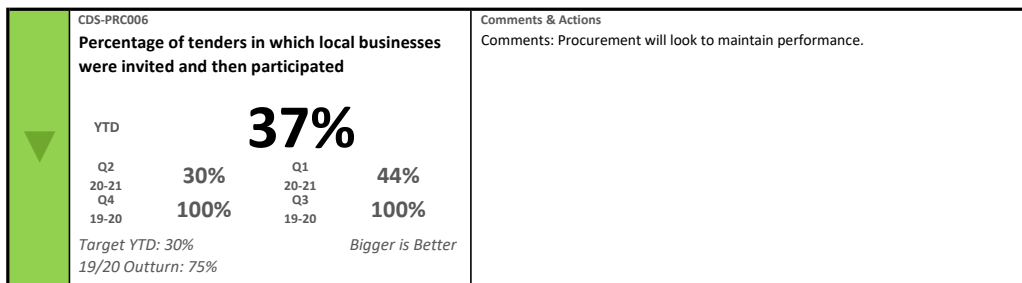 CDS-PRC006
Percentage of tenders in which local businesses
were invited and then participated
YTD
37%
Q2
20-21
30%
Q1
20-21
44%
Q4
19-20
100%
Q3
19-20
100%
Target YTD: 30%
Bigger is Better
19/20 Outturn: 75%
Comments & Actions
Comments: Procurement will look to maintain performance.